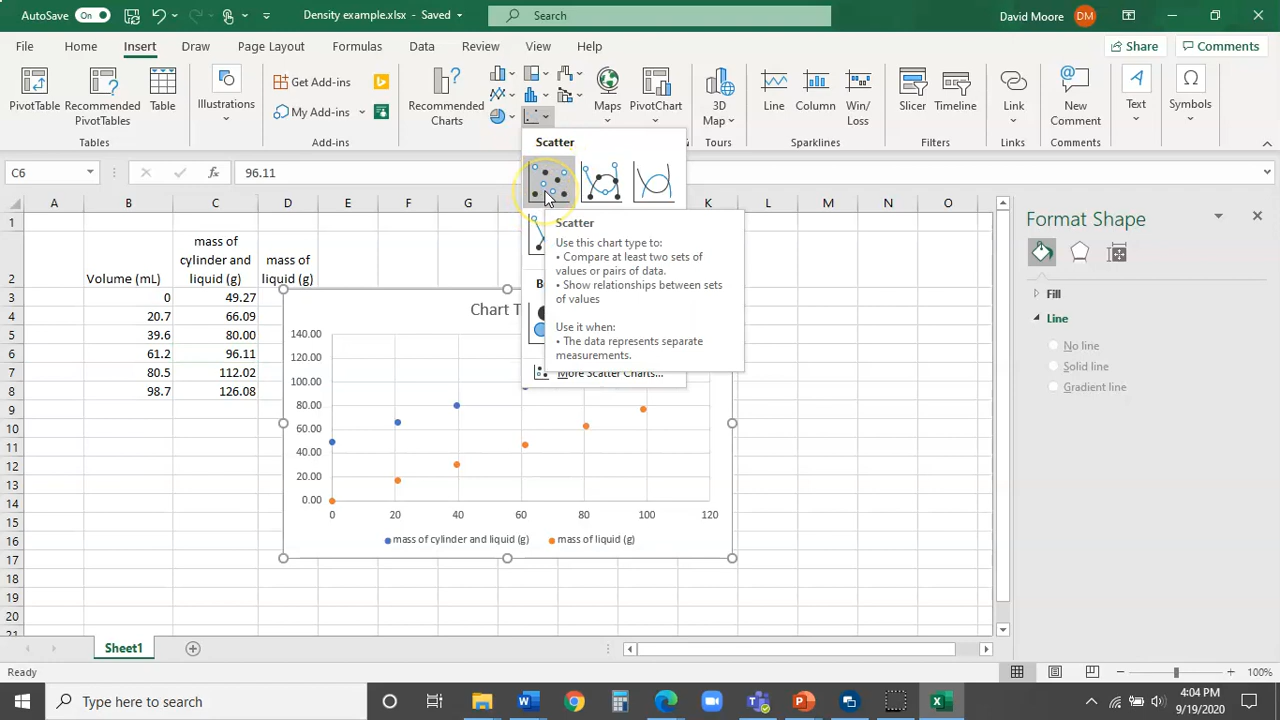 AutoSave On Density example.xlsx - Saved Search David Moore DM
File Home Insert Draw Page Layout Formulas Data Review View Help Share Comments
PivotTable Recommended PivotTables Table Illustrations Get Add-ins My Add-ins Recommended Charts Maps PivotChart 3D Map Line Column Win/Loss Slicer Timeline Link New Comment Text Symbols
Tables Add-ins Tours Sparklines Filters Links Comments
Scatter
C6 fx 96.11
A B C D E F G K L M N O
Scatter
Use this chart type to:
• Compare at least two sets of
values or pairs of data.
• Show relationships between sets
of values
Use it when:
• The data represents separate
measurements.
More Scatter Charts...
1
2 Volume (mL) mass of cylinder and liquid (g) mass of liquid (g)
3 0 49.27
4 20.7 66.09
5 39.6 80.00
6 61.2 96.11
7 80.5 112.02
8 98.7 126.08
9
10
11
12
13
14
15
16
17
18
19
20
21
Chart T
140.00
120.00
100.00
80.00
60.00
40.00
20.00
0.00
0 20 40 60 80 100 120
mass of cylinder and liquid (g) mass of liquid (g)
Format Shape
Fill
Line
No line
Solid line
Gradient line
Sheet1
Ready 100%
Type here to search
4:04 PM
9/19/2020